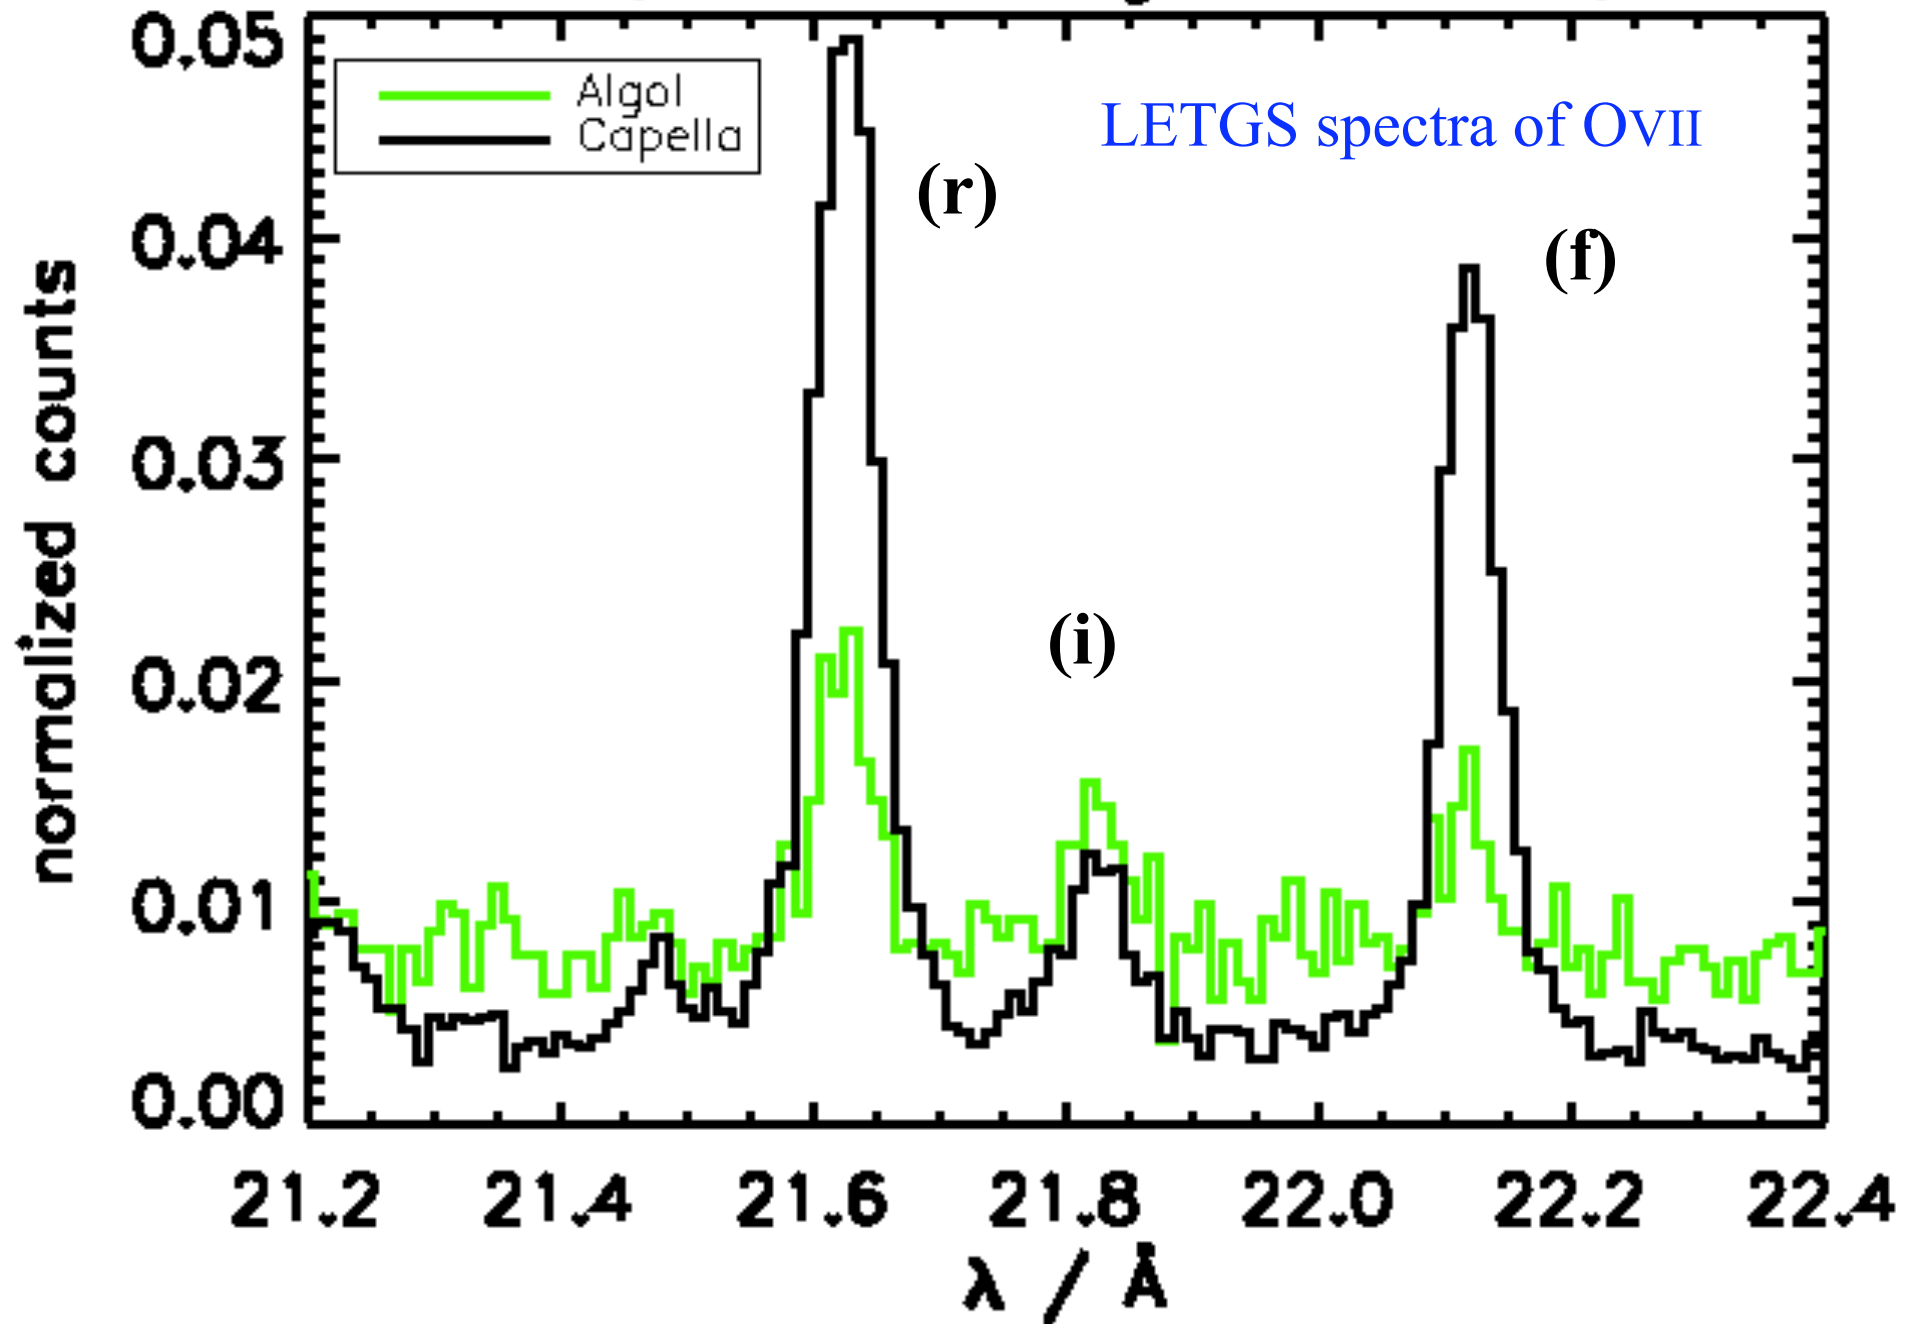 0.05
0.04
0.03
0.02
0.01
0.00
normalized counts
Algol
Capella
LETGS spectra of OVII
(r)
(f)
(i)
21.2 21.4 21.6 21.8 22.0 22.2 22.4
λ / Å